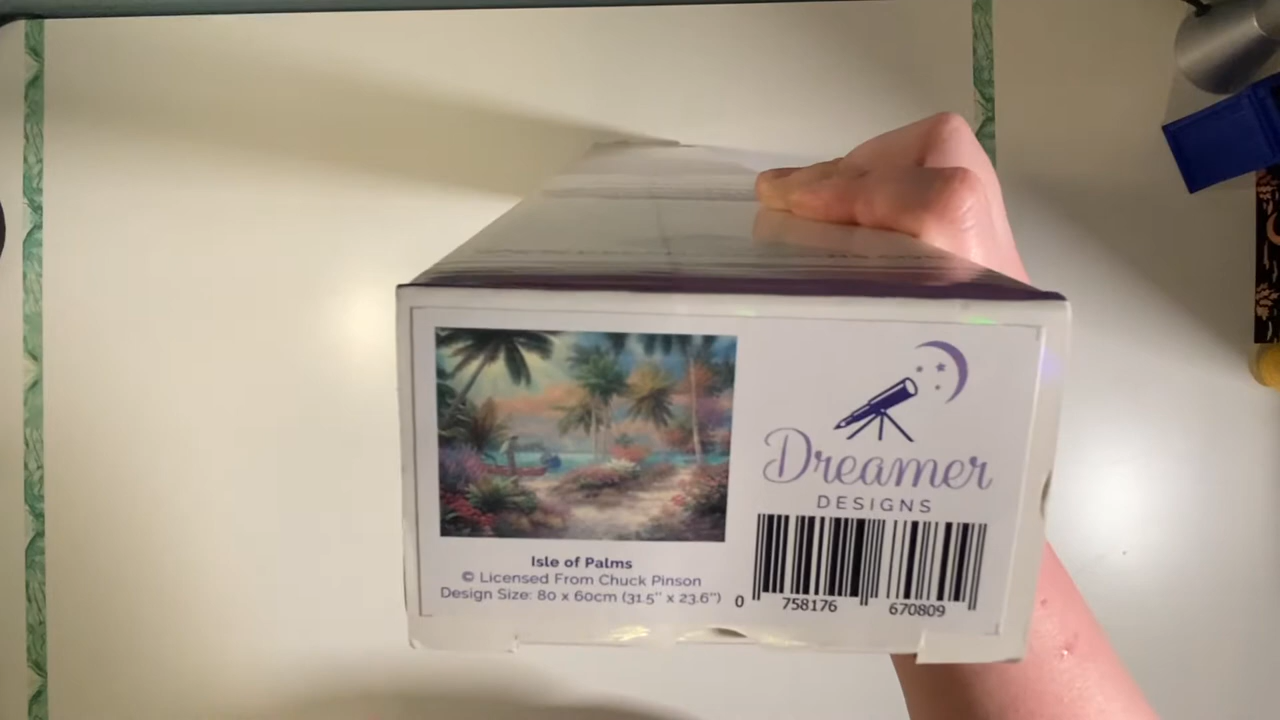 Isle of Palms
© Licensed From Chuck Pinson
Design Size: 80 x 60cm (31.5" x 23.6")
Dreamer
DESIGNS
0 758176 670809